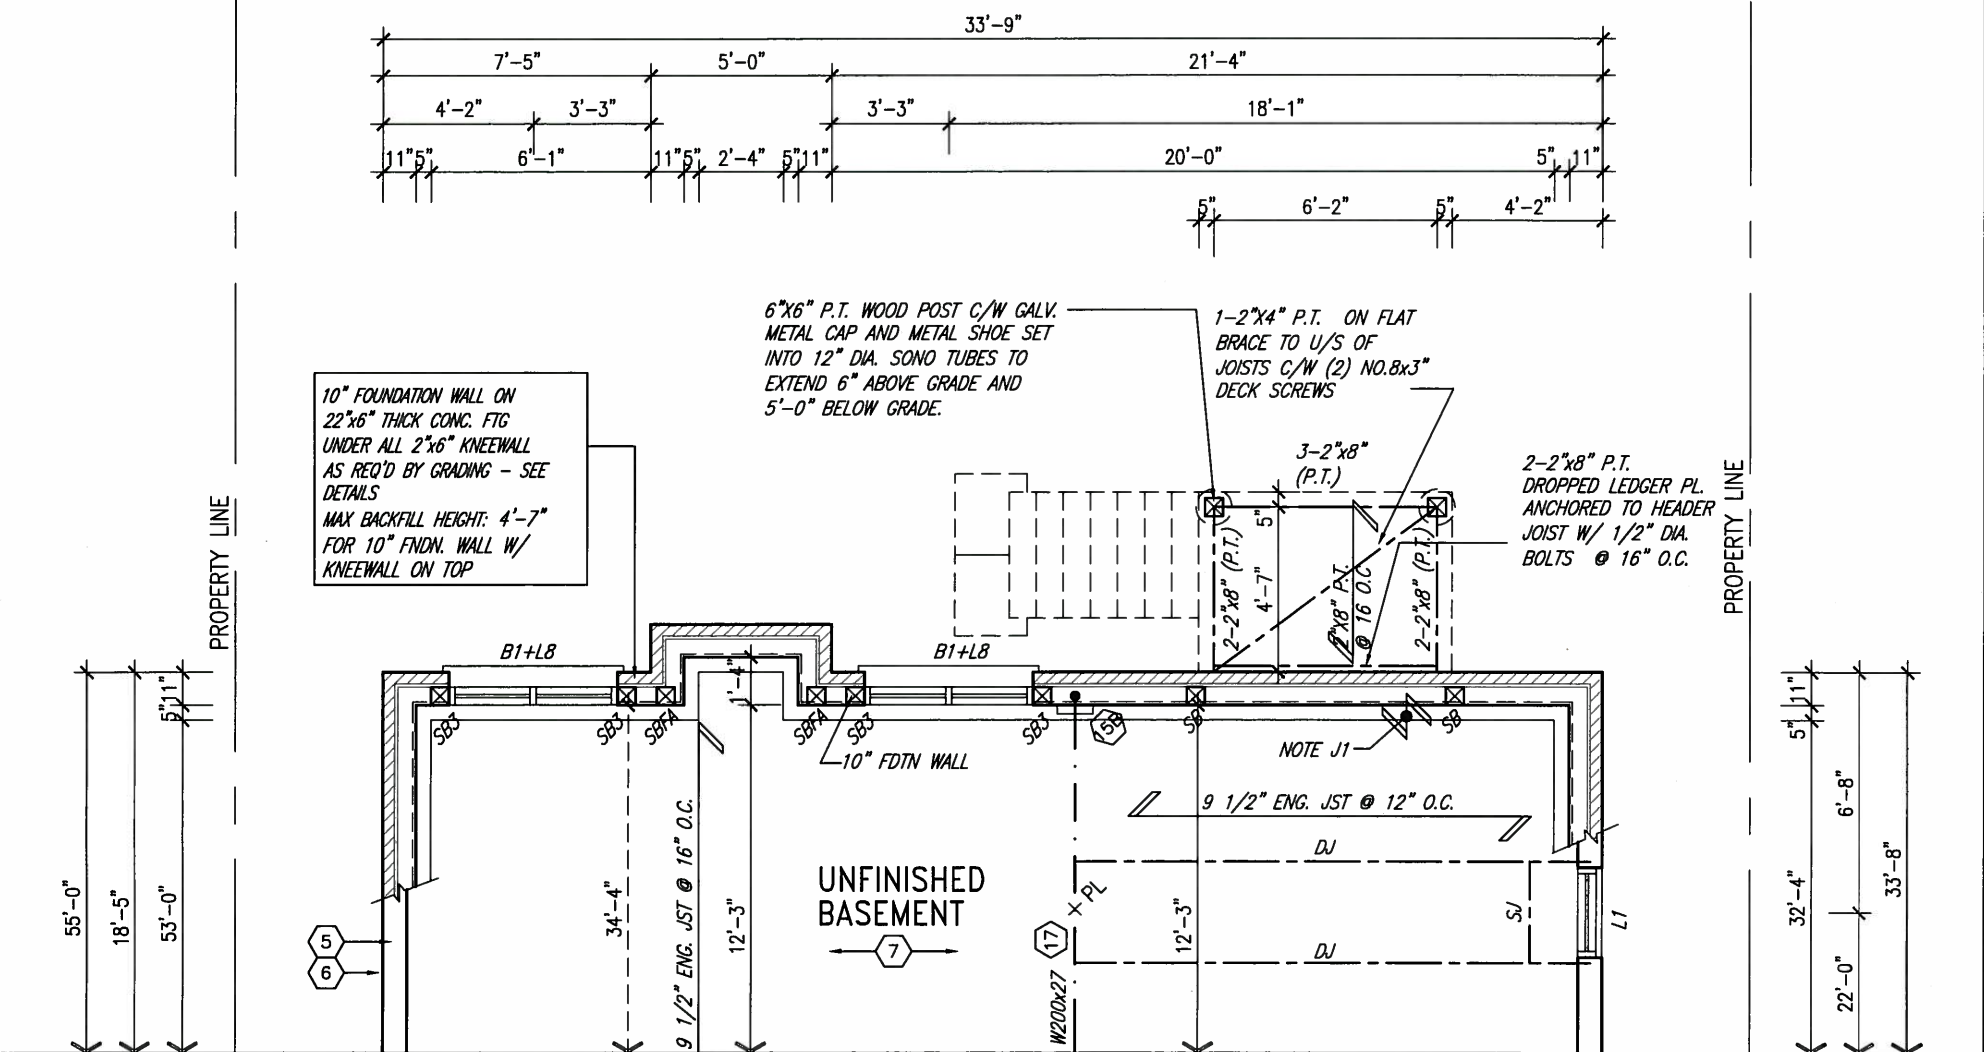 33'-9"
7'-5" 5'-0" 21'-4"
4'-2" 3'-3" 3'-3" 18'-1"
11" 5" 6'-1" 11" 5" 2'-4" 5" 11" 20'-0" 5" 11"
5" 6'-2" 5" 4'-2"
6"X6" P.T. WOOD POST C/W GALV.
METAL CAP AND METAL SHOE SET
INTO 12" DIA. SONO TUBES TO
EXTEND 6" ABOVE GRADE AND
5'-0" BELOW GRADE.
1-2"X4" P.T. ON FLAT
BRACE TO U/S OF
JOISTS C/W (2) NO.8x3"
DECK SCREWS
10" FOUNDATION WALL ON
22"x6" THICK CONC. FTG
UNDER ALL 2"x6" KNEEWALL
AS REQ'D BY GRADING - SEE
DETAILS
MAX BACKFILL HEIGHT: 4'-7"
FOR 10" FNDN. WALL W/
KNEEWALL ON TOP
3-2"x8"
(P.T.)
2-2"x8" P.T.
DROPPED LEDGER PL.
ANCHORED TO HEADER
JOIST W/ 1/2" DIA.
BOLTS @ 16" O.C.
PROPERTY LINE
PROPERTY LINE
2-2"x8" (P.T.)
5"
4'-7"
2"X8" P.T.
@ 16 O.C
2-2"x8" (P.T.)
B1+L8
B1+L8
5" 11"
1'-4"
11"
5"
SB3
SB3
SBFA
SBFA
SB3
SB3
15B
SB
SB
NOTE J1
10" FDTN WALL
9 1/2" ENG. JST @ 12" O.C.
9 1/2" ENG. JST @ 16" O.C.
DJ
UNFINISHED
BASEMENT
7
PL
17
W200x27
SJ
DJ
L1
5
6
55'-0"
18'-5"
53'-0"
34'-4"
12'-3"
12'-3"
32'-4"
6'-8"
22'-0"
33'-8"